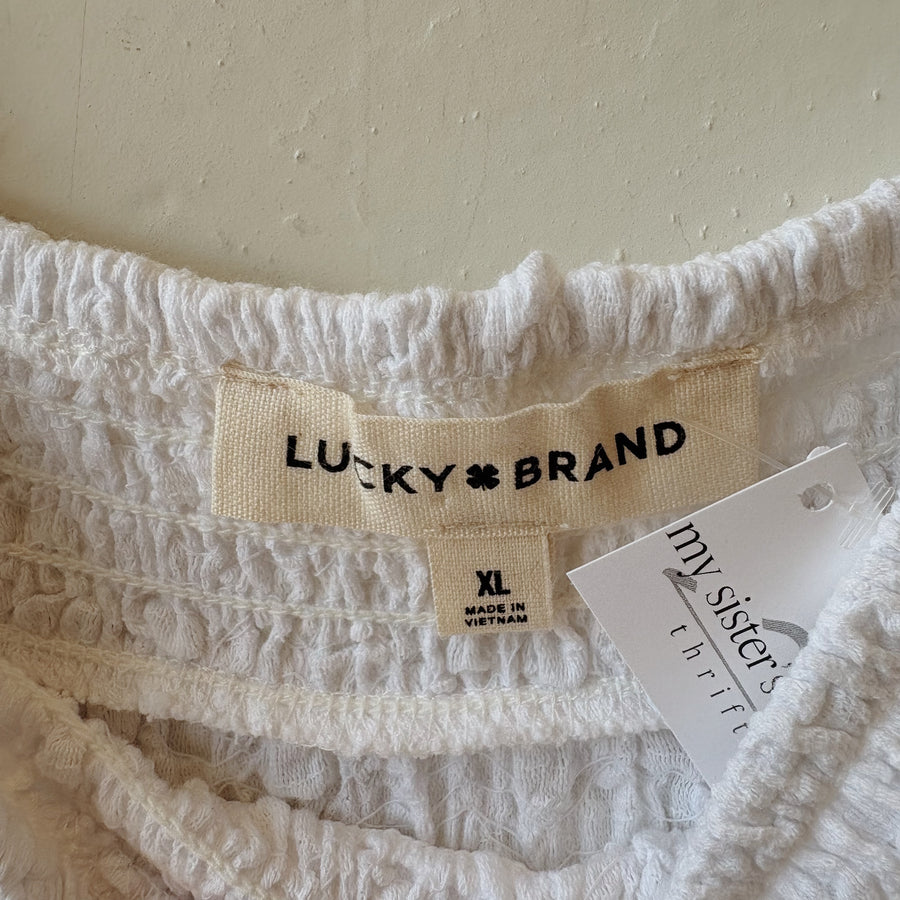 LUCKY BRAND
XL
MADE IN
VIETNAM
my sister's
thrift